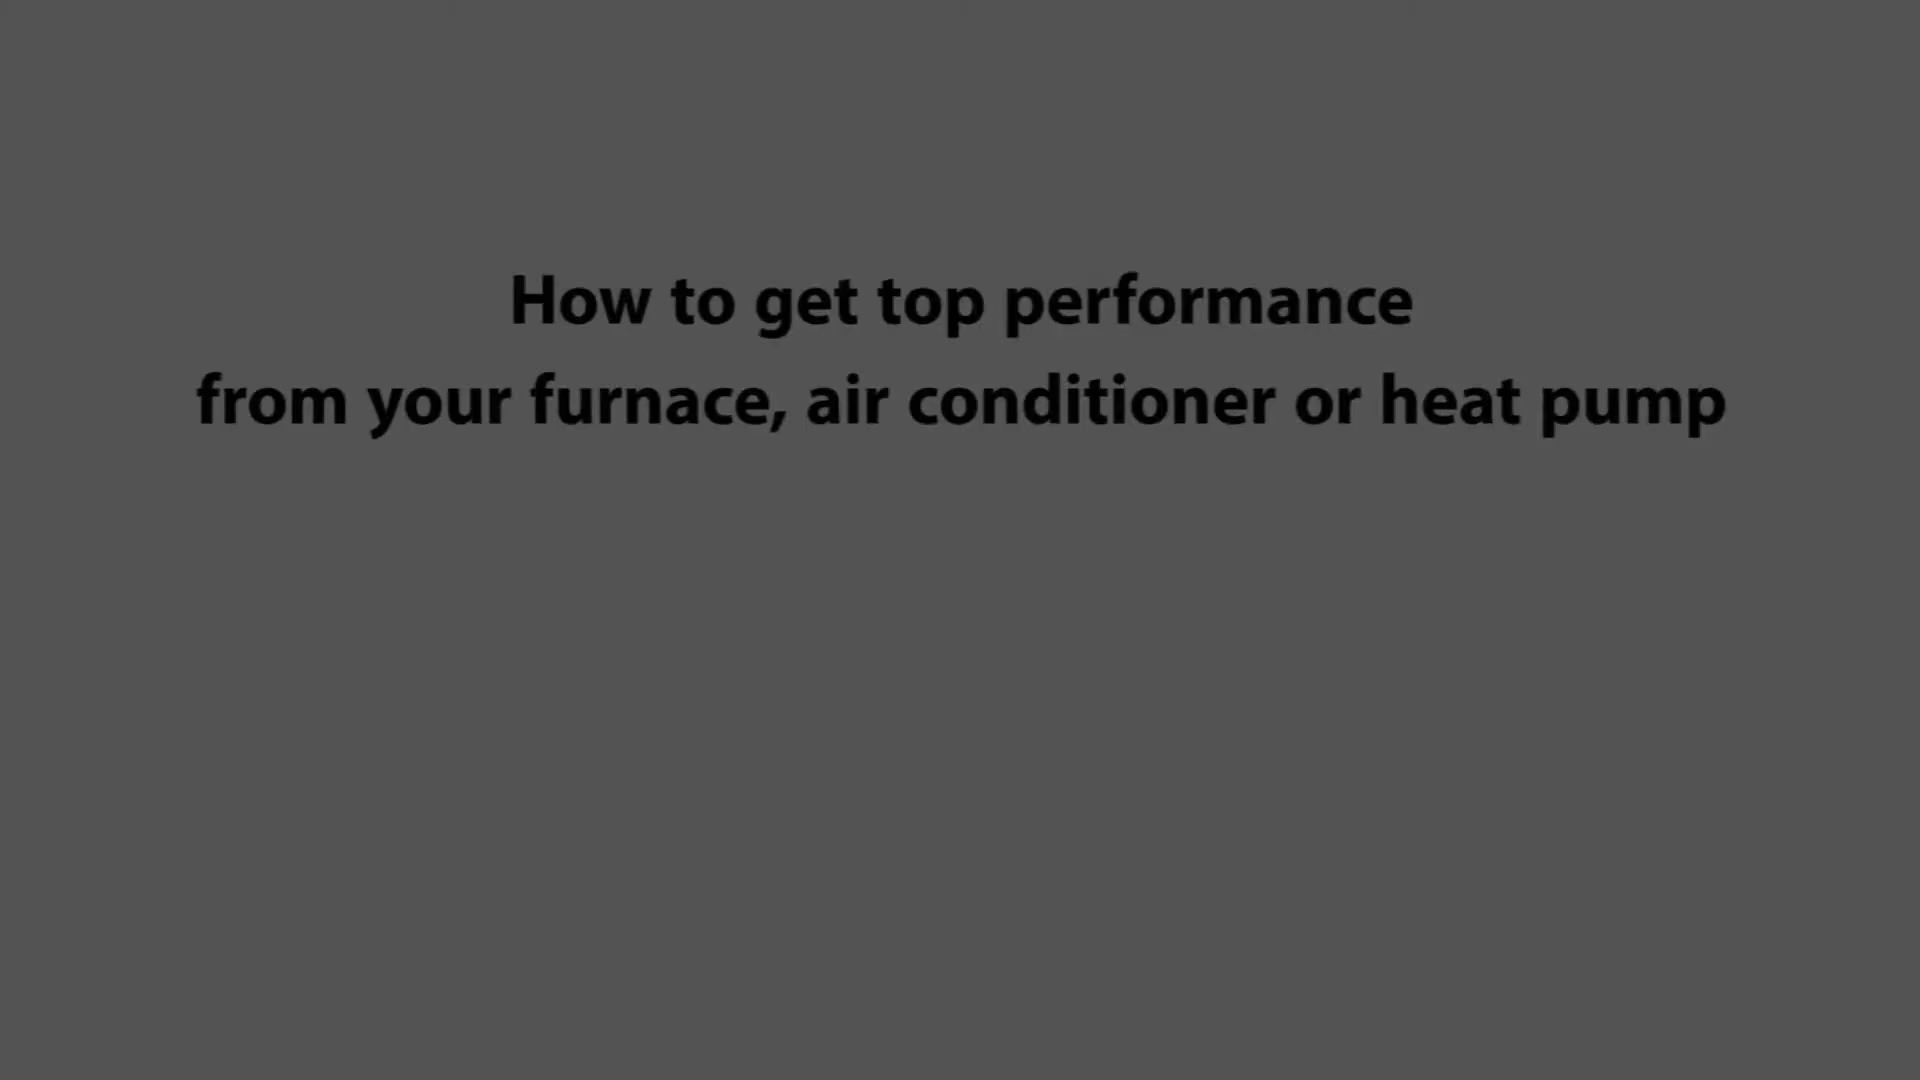 How to get top performance
from your furnace, air conditioner or heat pump